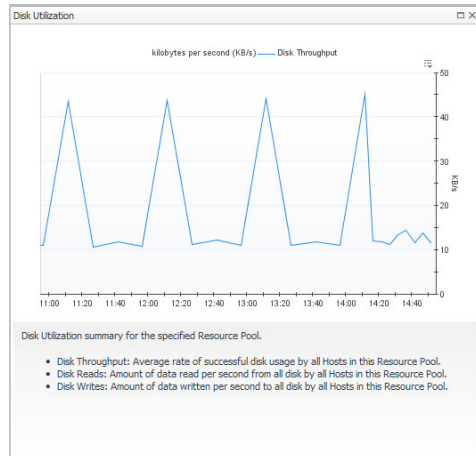 Disk Utilization
kilobytes per second (KB/s) Disk Throughput
50
40
30
20
10
0
KB/s
11:00 11:20 11:40 12:00 12:20 12:40 13:00 13:20 13:40 14:00 14:20 14:40
Disk Utilization summary for the specified Resource Pool.
• Disk Throughput: Average rate of successful disk usage by all Hosts in this Resource Pool.
• Disk Reads: Amount of data read per second from all disk by all Hosts in this Resource Pool.
• Disk Writes: Amount of data written per second to all disk by all Hosts in this Resource Pool.